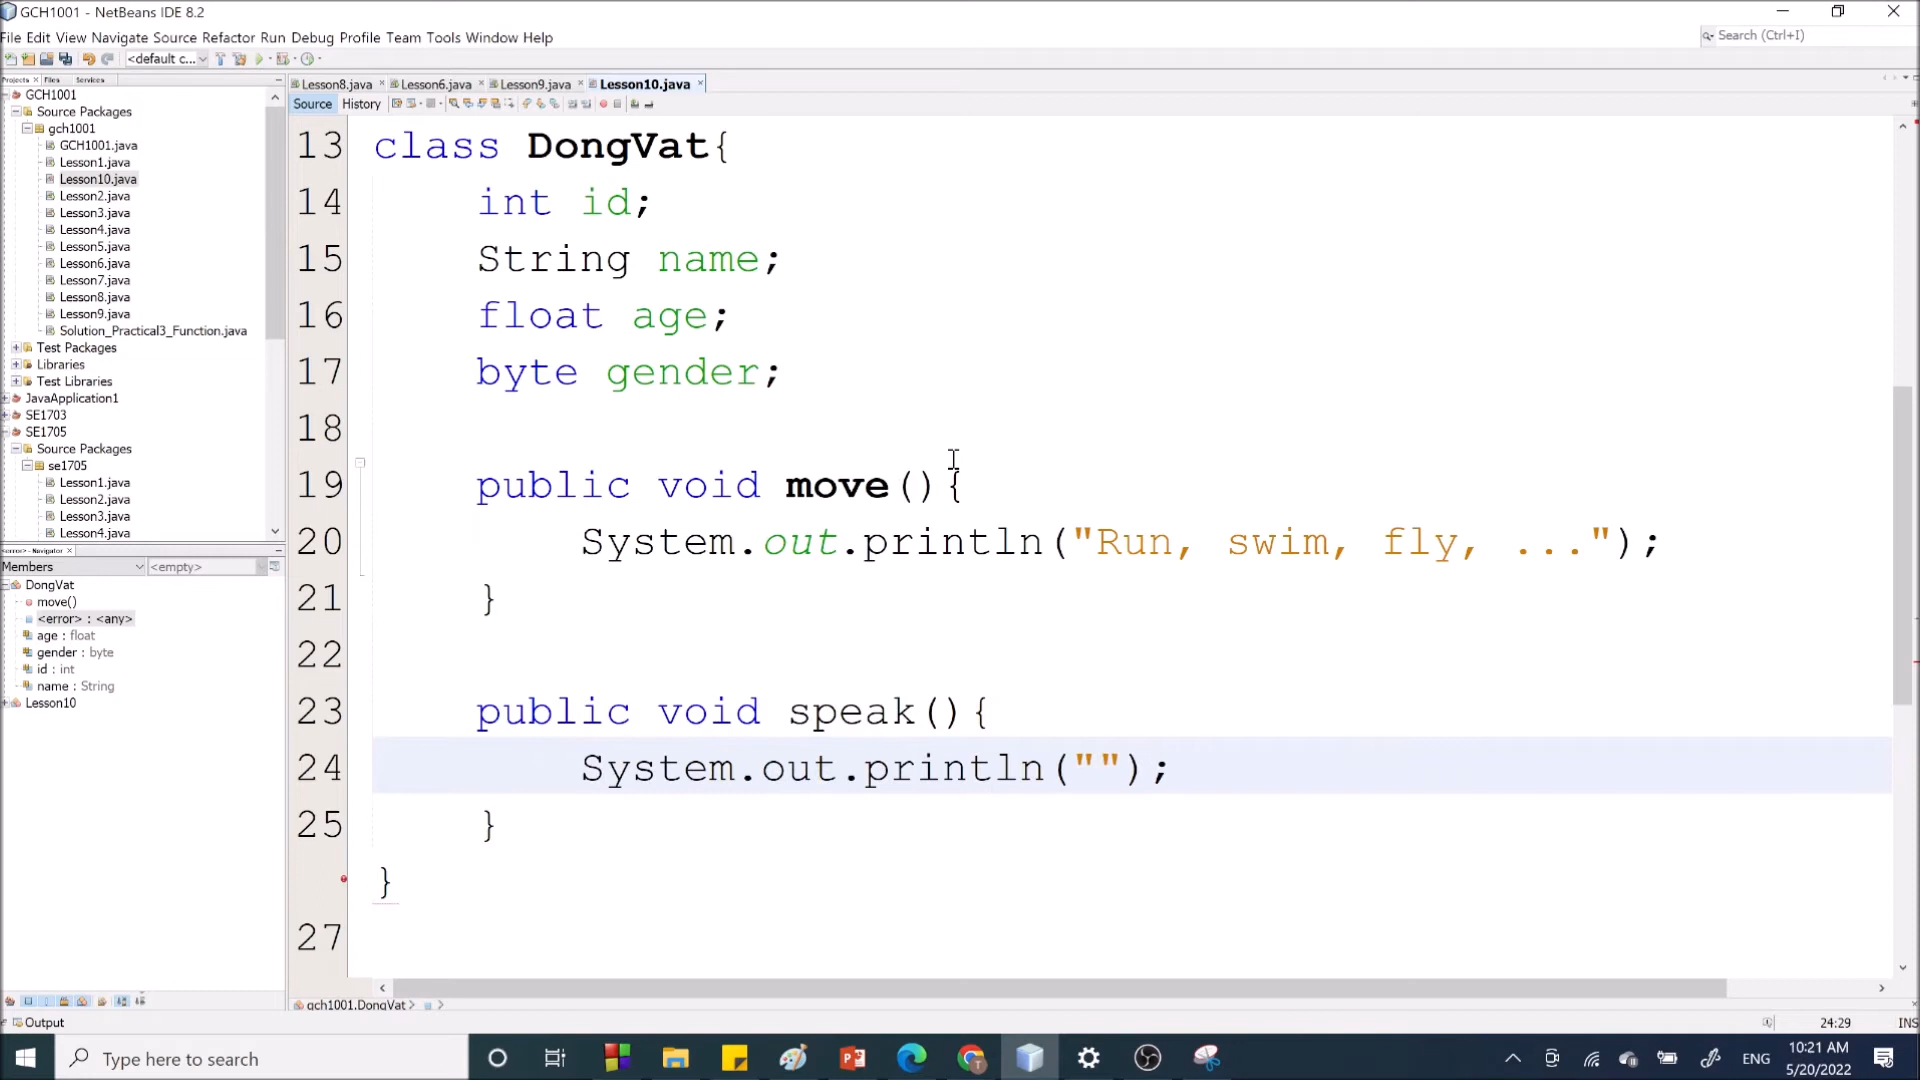 GCH1001 - NetBeans IDE 8.2
File Edit View Navigate Source Refactor Run Debug Profile Team Tools Window Help
Search (Ctrl+I)
<default c...
Projects × Files Services
GCH1001
Source Packages
gch1001
GCH1001.java
Lesson1.java
Lesson10.java
Lesson2.java
Lesson3.java
Lesson4.java
Lesson5.java
Lesson6.java
Lesson7.java
Lesson8.java
Lesson9.java
Solution_Practical3_Function.java
Test Packages
Libraries
Test Libraries
JavaApplication1
SE1703
SE1705
Source Packages
se1705
Lesson1.java
Lesson2.java
Lesson3.java
Lesson4.java
<error> - Navigator ×
Members <empty>
DongVat
move()
<error> : <any>
age : float
gender : byte
id : int
name : String
Lesson10
Lesson8.java × Lesson6.java × Lesson9.java × Lesson10.java ×
Source History
13 class DongVat{
14 int id;
15 String name;
16 float age;
17 byte gender;
18
19 public void move(){
20 System.out.println("Run, swim, fly, ...");
21 }
22
23 public void speak(){
24 System.out.println("");
25 }
}
27
gch1001.DongVat >
Output
24:29 INS
Type here to search
ENG
10:21 AM
5/20/2022